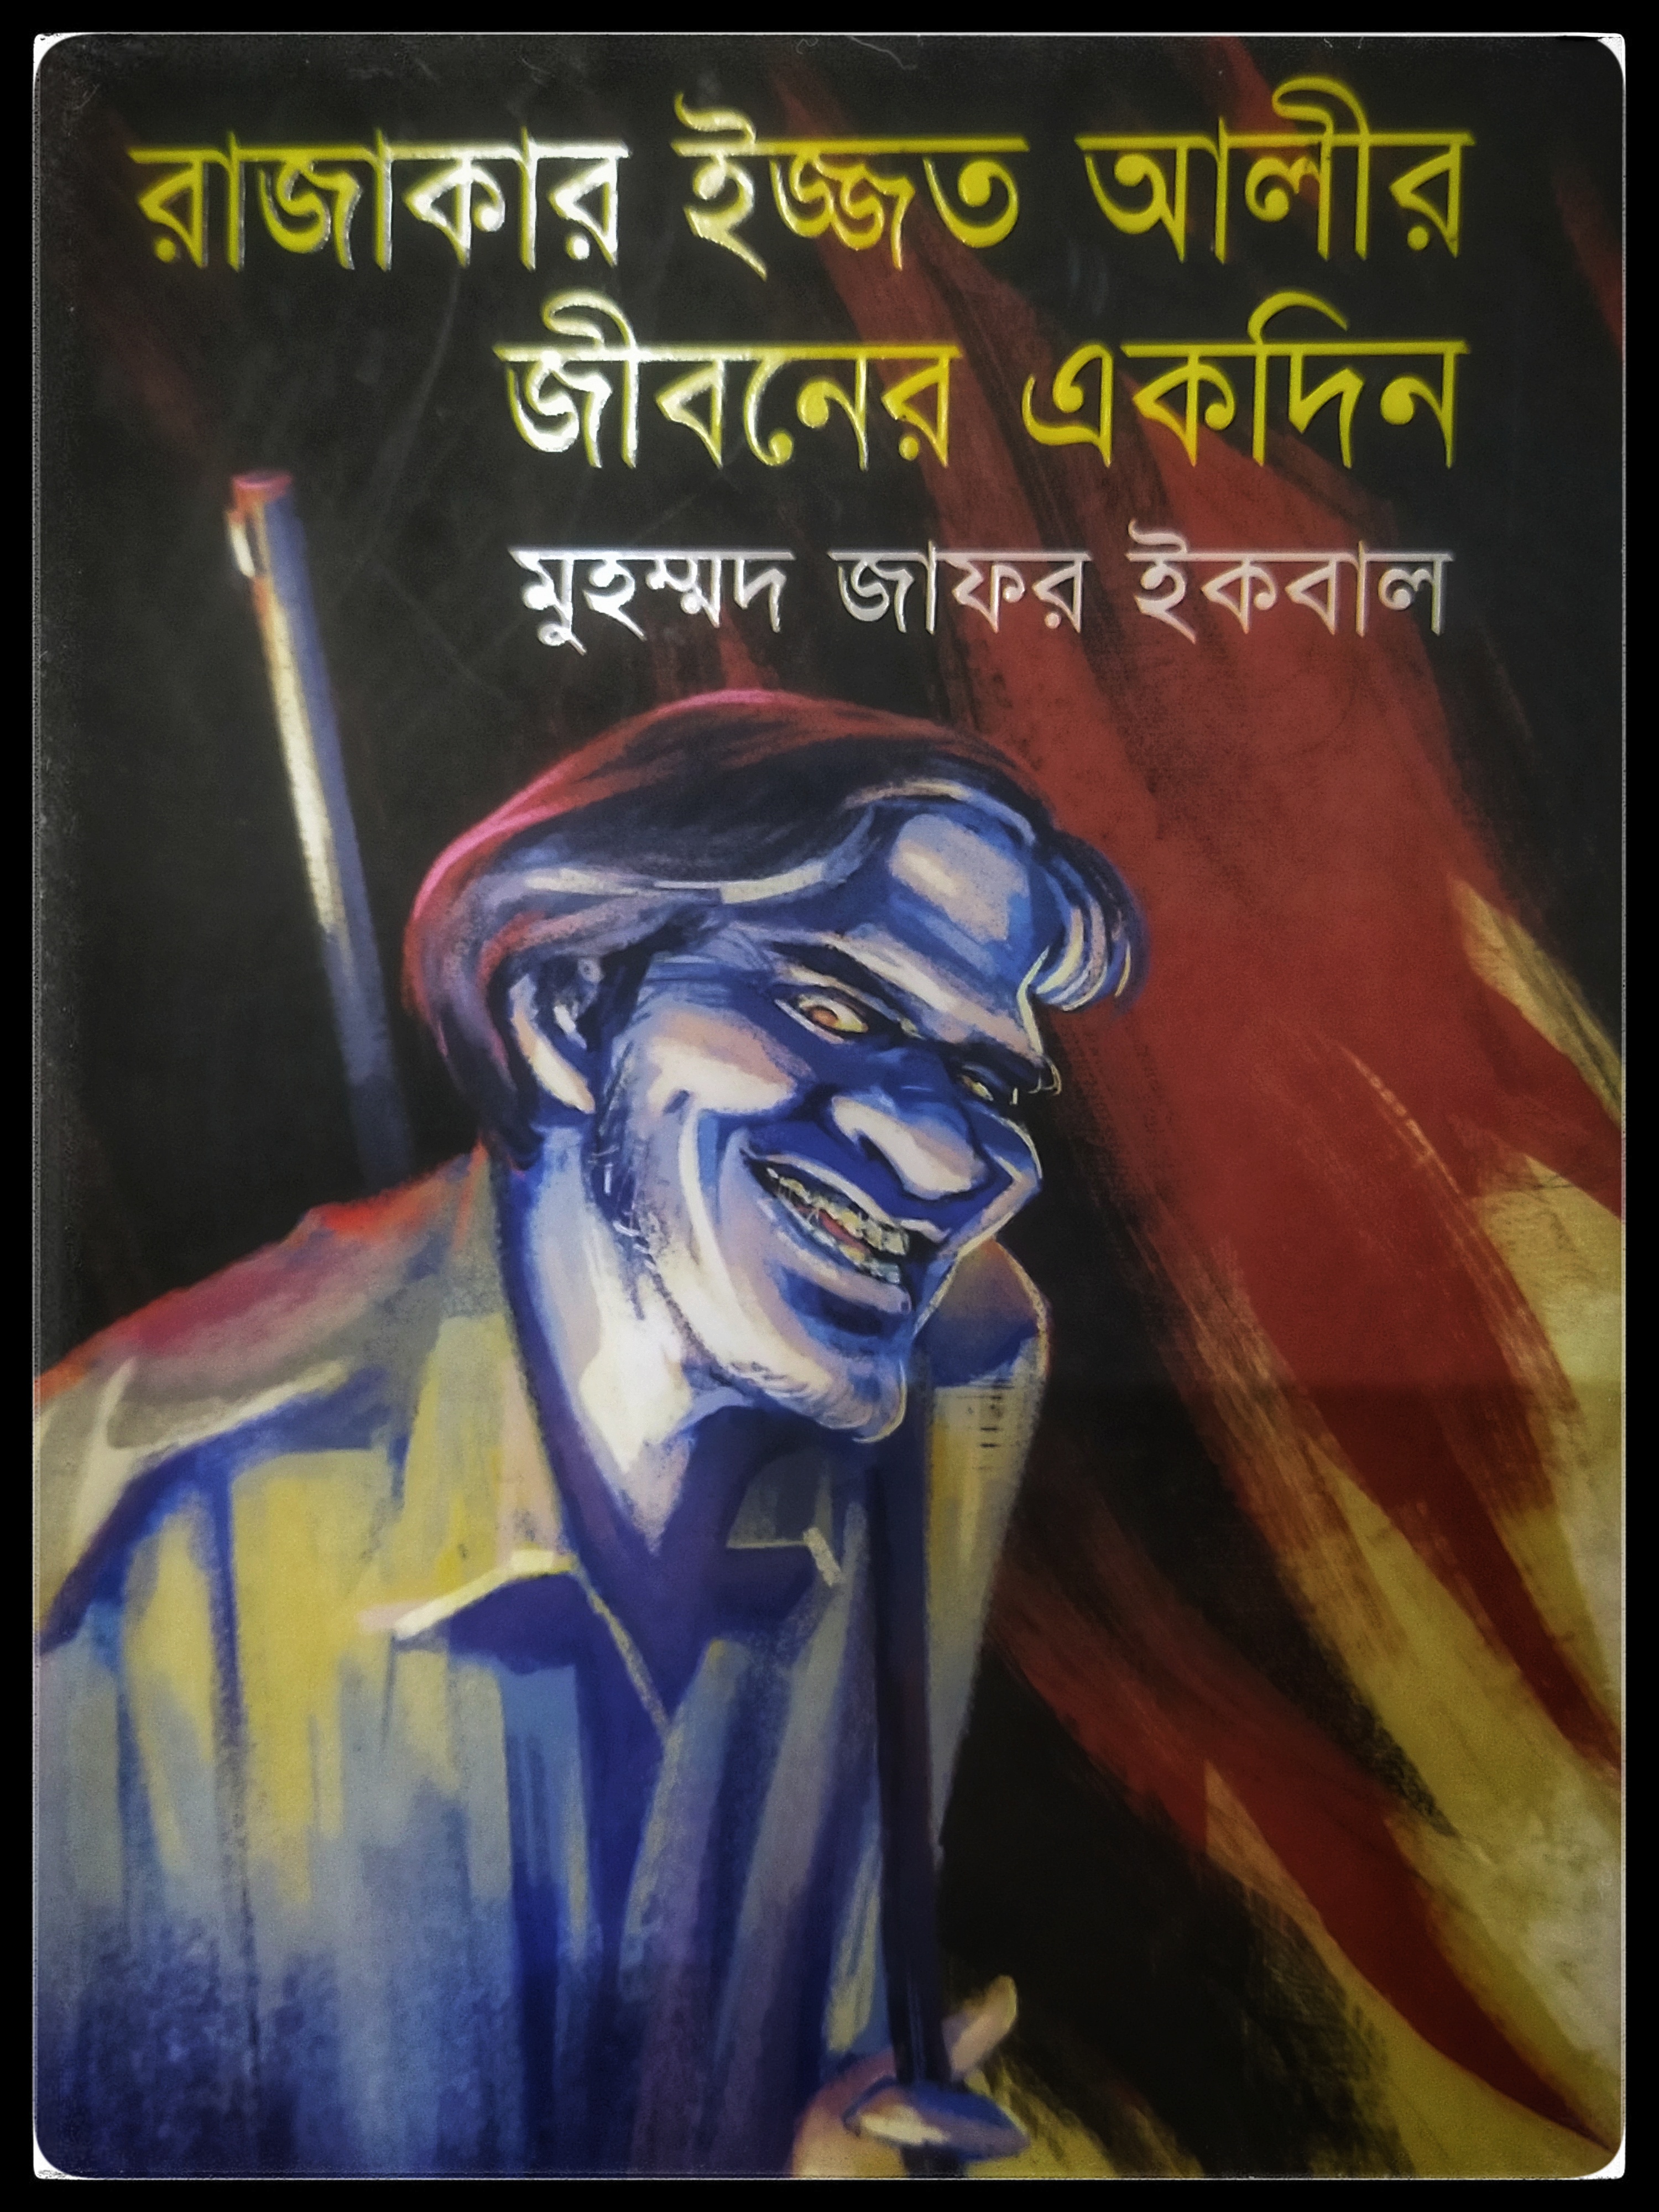 রাজাকার ইজ্জত আলীর
জীবনের একদিন
মুহম্মদ জাফর ইকবাল